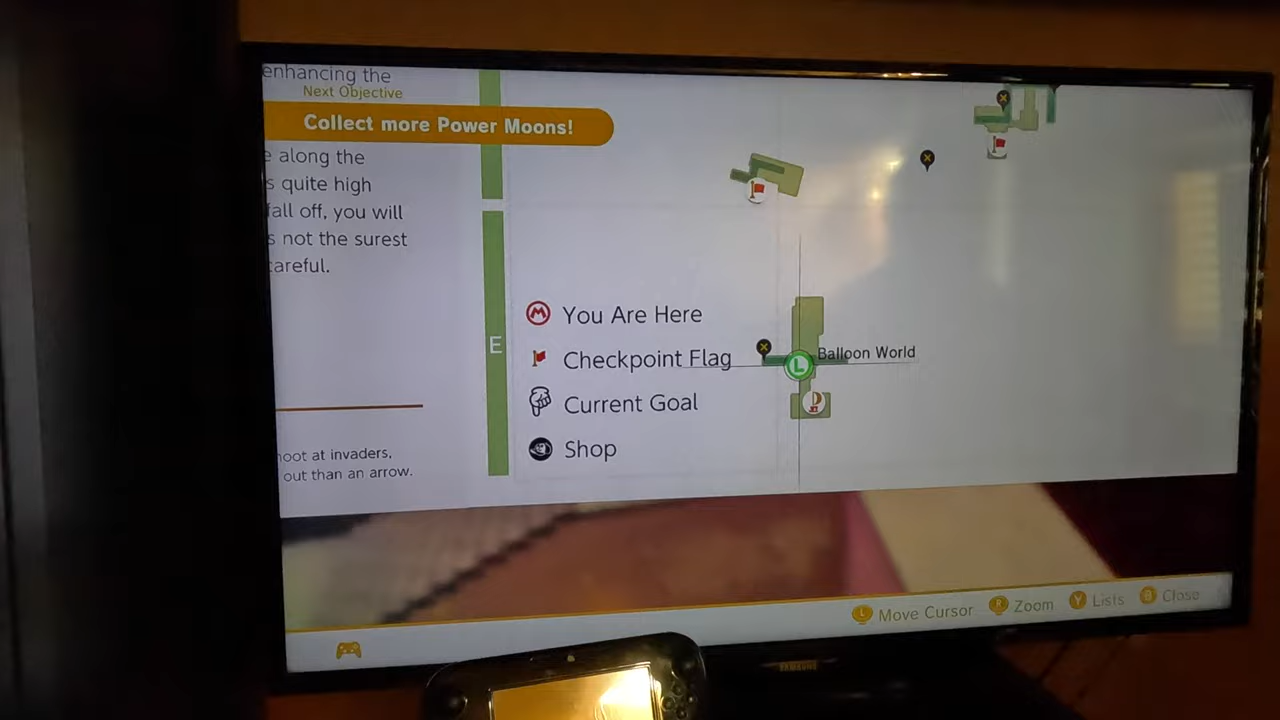 enhancing the
Next Objective
Collect more Power Moons!
along the
quite high
fall off, you will
not the surest
careful.
hoot at invaders,
out than an arrow.
E
You Are Here
Checkpoint Flag
Current Goal
Shop
L
Balloon World
L Move Cursor
R Zoom
Y Lists
B Close
SAMSUNG